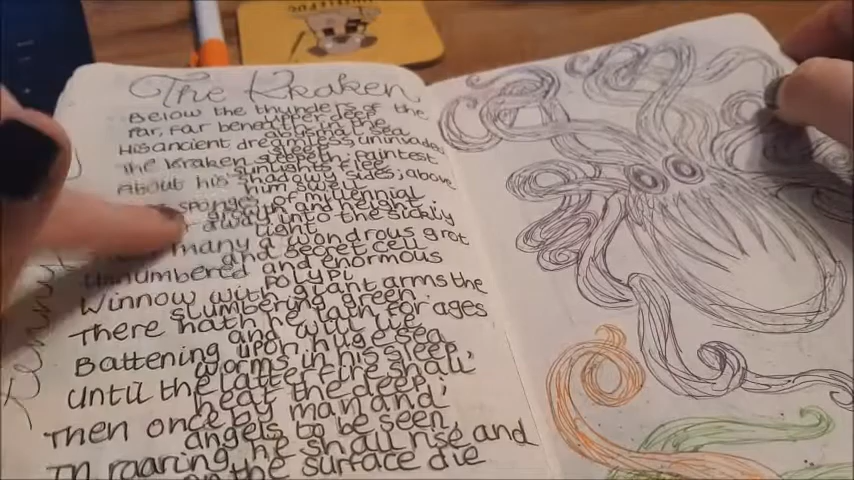 The Kraken
Below the thunders of the
upper deep
Far, Far beneath in the
abysmal sea
His ancient, dreamless, uninvaded
sleep
The Kraken sleepeth, faintest
sunlights flee
About his shadowy sides, above
him swell
sponges of millennial
height
away into the sickly
light
many a wondrous grot
and secret cell
Unnumbered and enormous
polypi
Winnow with giant arms the
slumbering green
There hath he lain for ages
and will lie
Battening upon huge sea
worms in his sleep
Until the latter fire shall
heat the deep;
Then once by man and
angels to be seen
In roaring he shall rise and
on the surface die
Tennyson